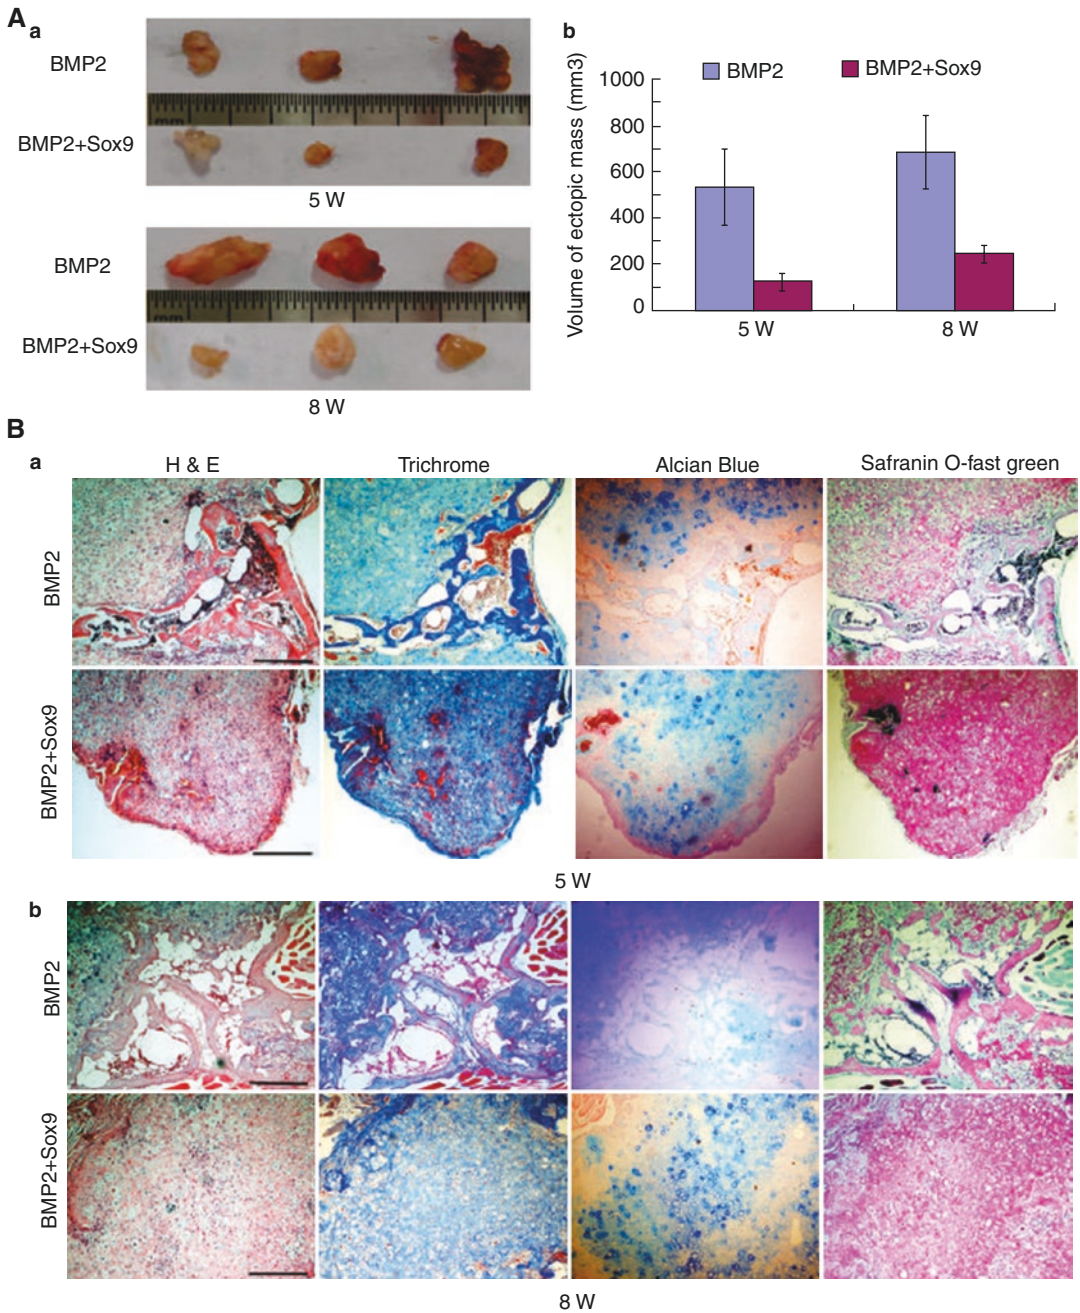 A
a
BMP2
mm
BMP2+Sox9
5 W
BMP2
mm
BMP2+Sox9
8 W
b
BMP2
BMP2+Sox9
Volume of ectopic mass (mm3)
1000
800
600
400
200
0
5 W
8 W
B
a
H & E
Trichrome
Alcian Blue
Safranin O-fast green
BMP2
BMP2+Sox9
5 W
b
BMP2
BMP2+Sox9
8 W